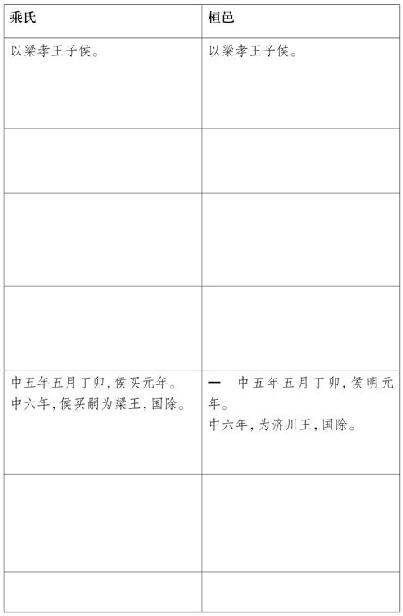 乘氏
桓邑
以梁孝王子侯。
以梁孝王子侯。
中五年五月丁卯，侯买元年。
中六年，侯买嗣为梁王，国除。
一 中五年五月丁卯，侯明元
年。
中六年，为济川王，国除。